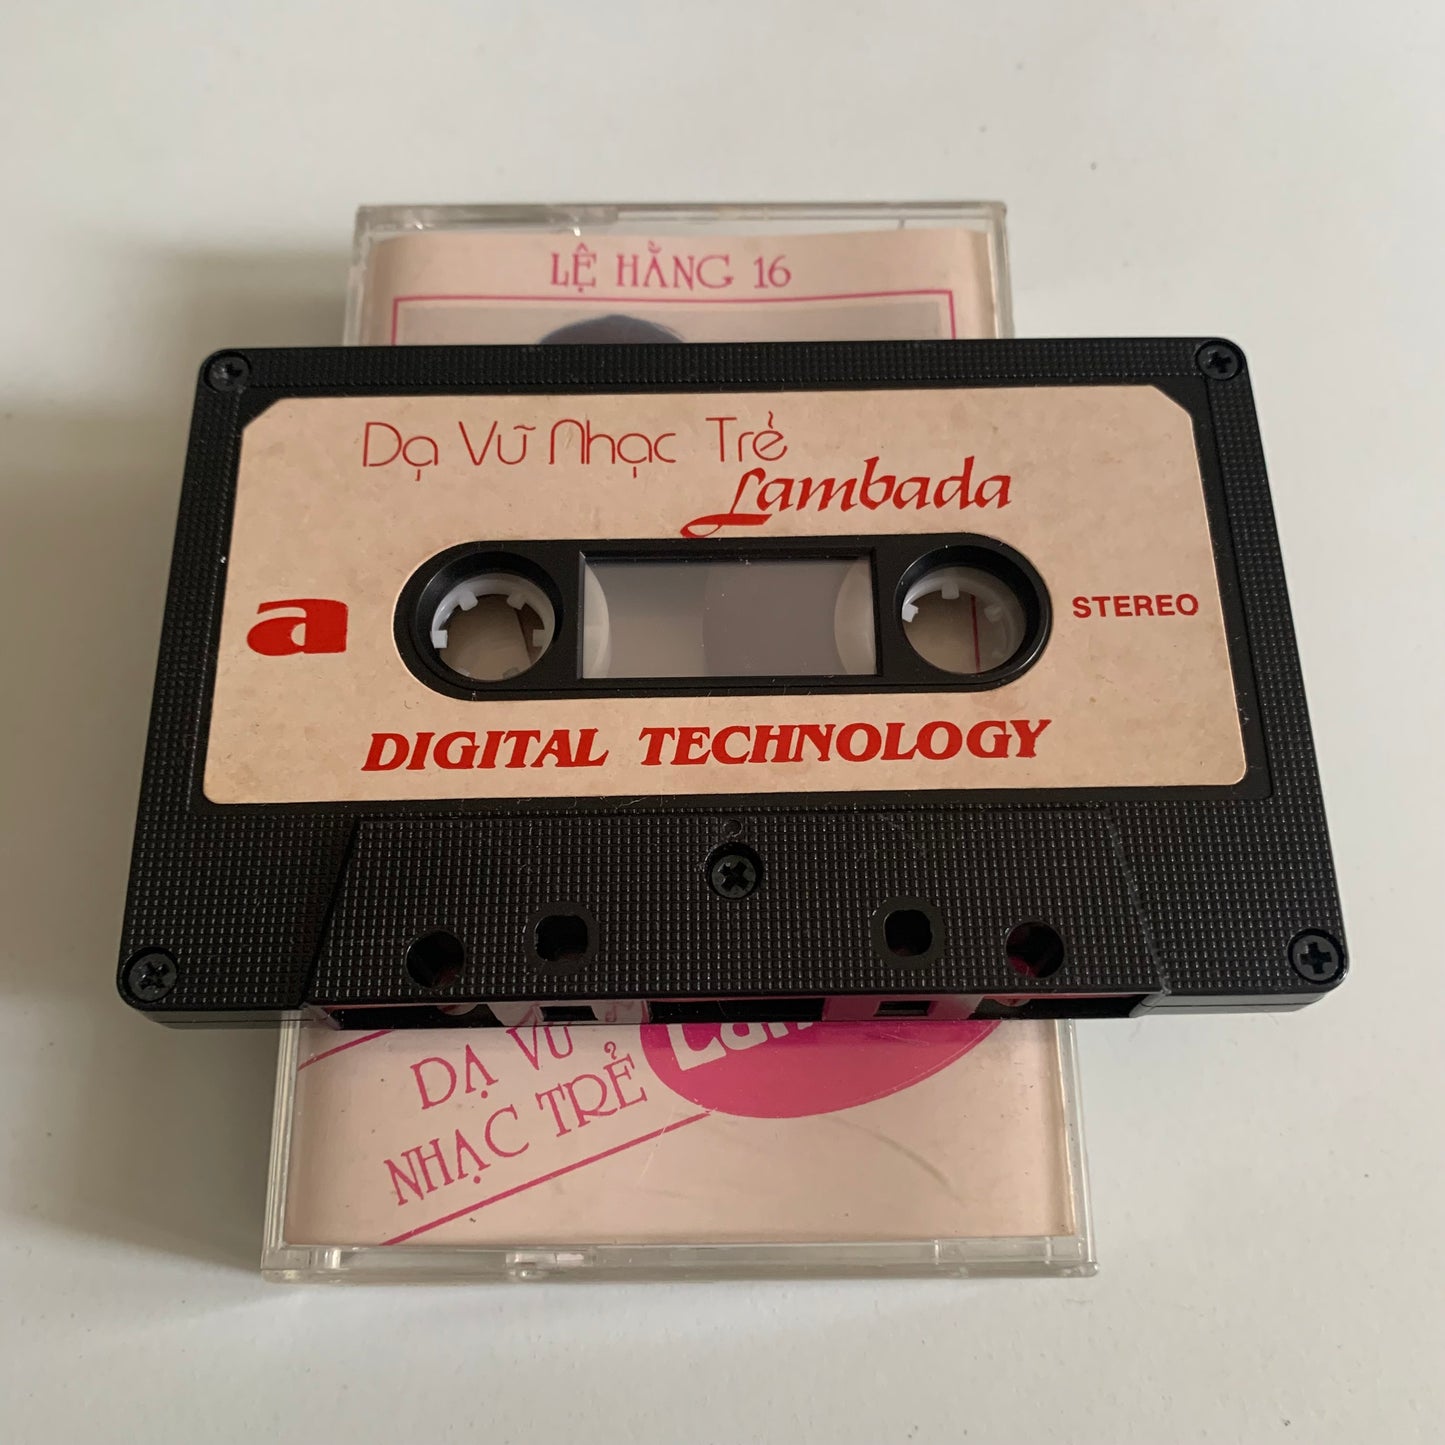 LỆ HẰNG 16
Dạ Vũ Nhạc Trẻ
Lambada
a
STEREO
DIGITAL TECHNOLOGY
DẠ VŨ
NHẠC TRẺ